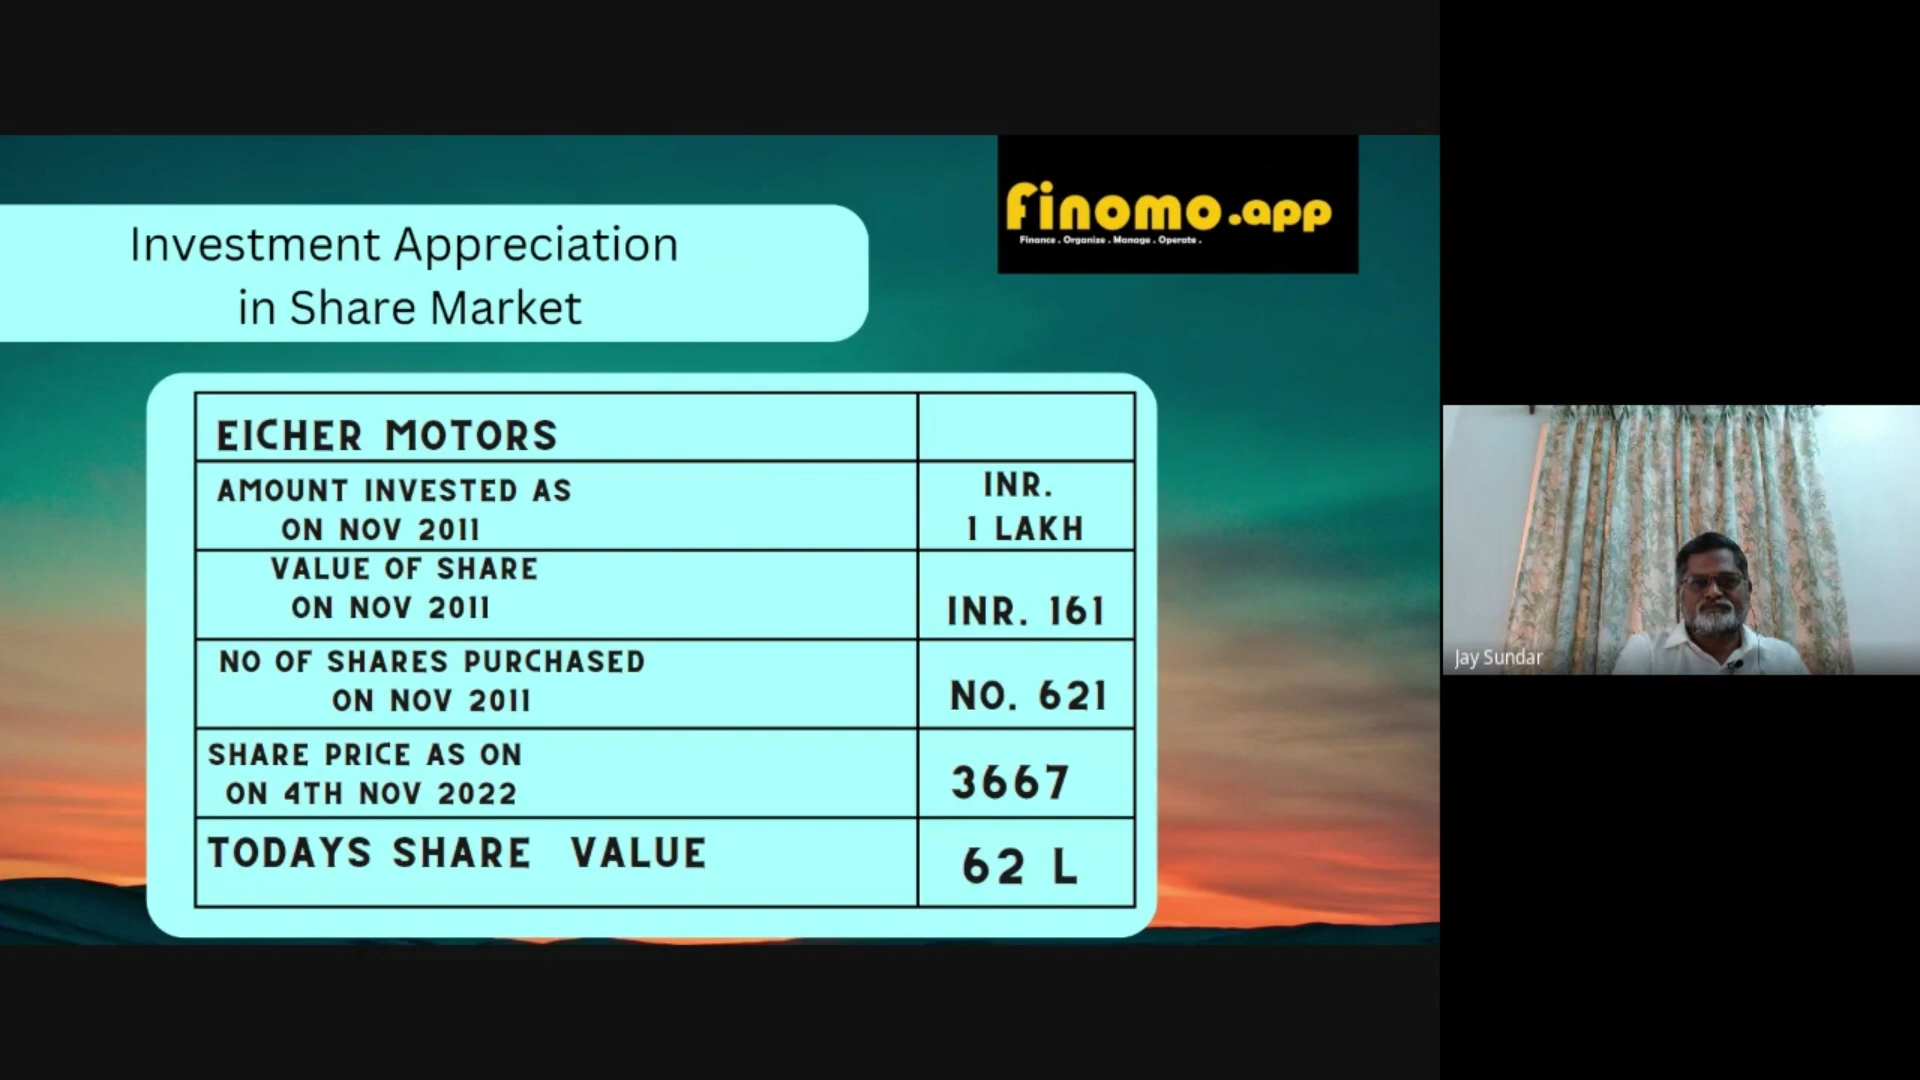 Finomo.app
Finance . Organize . Manage . Operate .
Investment Appreciation
in Share Market
EICHER MOTORS
AMOUNT INVESTED AS
ON NOV 2011
INR.
1 LAKH
VALUE OF SHARE
ON NOV 2011
INR. 161
NO OF SHARES PURCHASED
ON NOV 2011
NO. 621
SHARE PRICE AS ON
ON 4TH NOV 2022
3667
TODAYS SHARE VALUE
62 L
Jay Sundar